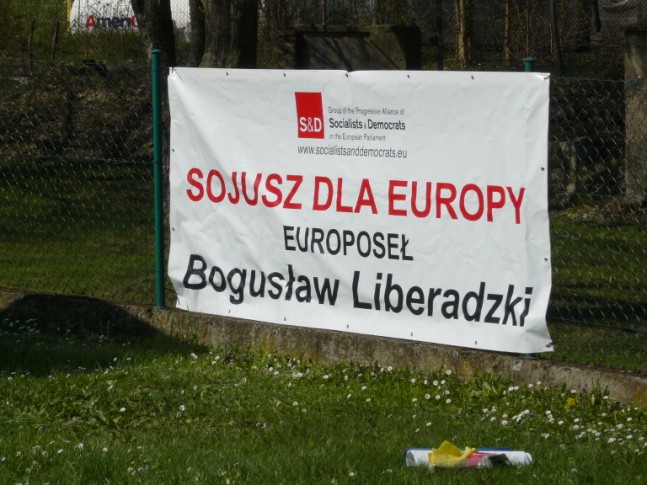 S&D
Group of the Progressive Alliance of
Socialists & Democrats
in the European Parliament
www.socialistsanddemocrats.eu
SOJUSZ DLA EUROPY
EUROPOSEŁ
Bogusław Liberadzki